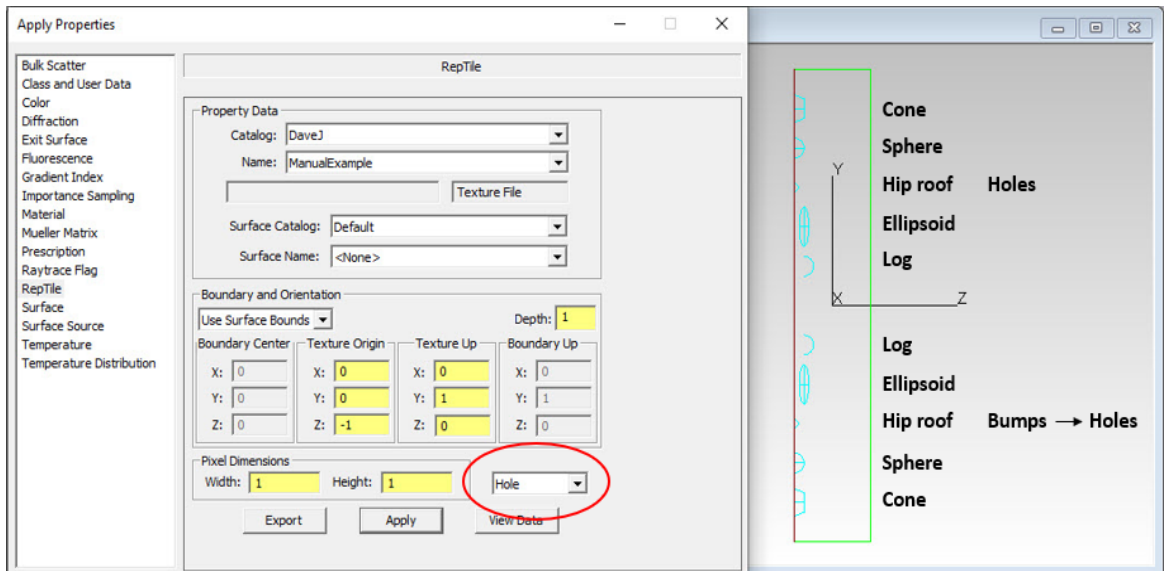 Apply Properties
Bulk Scatter
Class and User Data
Color
Diffraction
Exit Surface
Fluorescence
Gradient Index
Importance Sampling
Material
Mueller Matrix
Prescription
Raytrace Flag
RepTile
Surface
Surface Source
Temperature
Temperature Distribution
RepTile
Property Data
Catalog: DaveJ
Name: ManualExample
Texture File
Surface Catalog: Default
Surface Name: <None>
Boundary and Orientation
Use Surface Bounds Depth: 1
Boundary Center Texture Origin Texture Up Boundary Up
X: 0 X: 0 X: 0 X: 0
Y: 0 Y: 0 Y: 1 Y: 1
Z: 0 Z: -1 Z: 0 Z: 0
Pixel Dimensions
Width: 1 Height: 1 Hole
Export Apply View Data
Cone
Sphere
Y
Hip roof Holes
Ellipsoid
Log
X Z
Log
Ellipsoid
Hip roof Bumps → Holes
Sphere
Cone